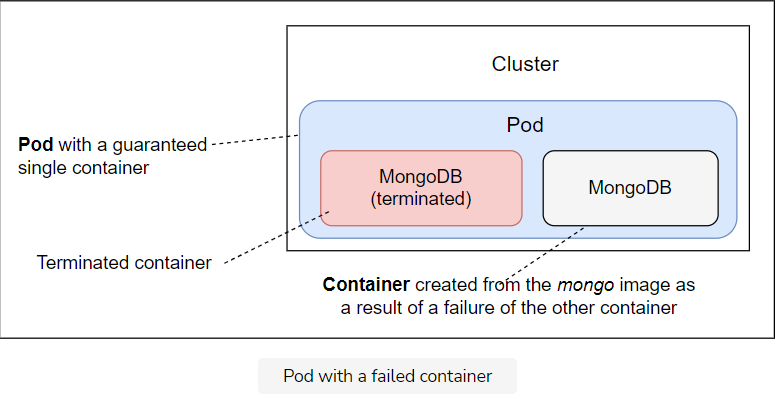 Cluster
Pod
Pod with a guaranteed
single container
MongoDB
(terminated)
MongoDB
Terminated container
Container created from the mongo image as
a result of a failure of the other container
Pod with a failed container